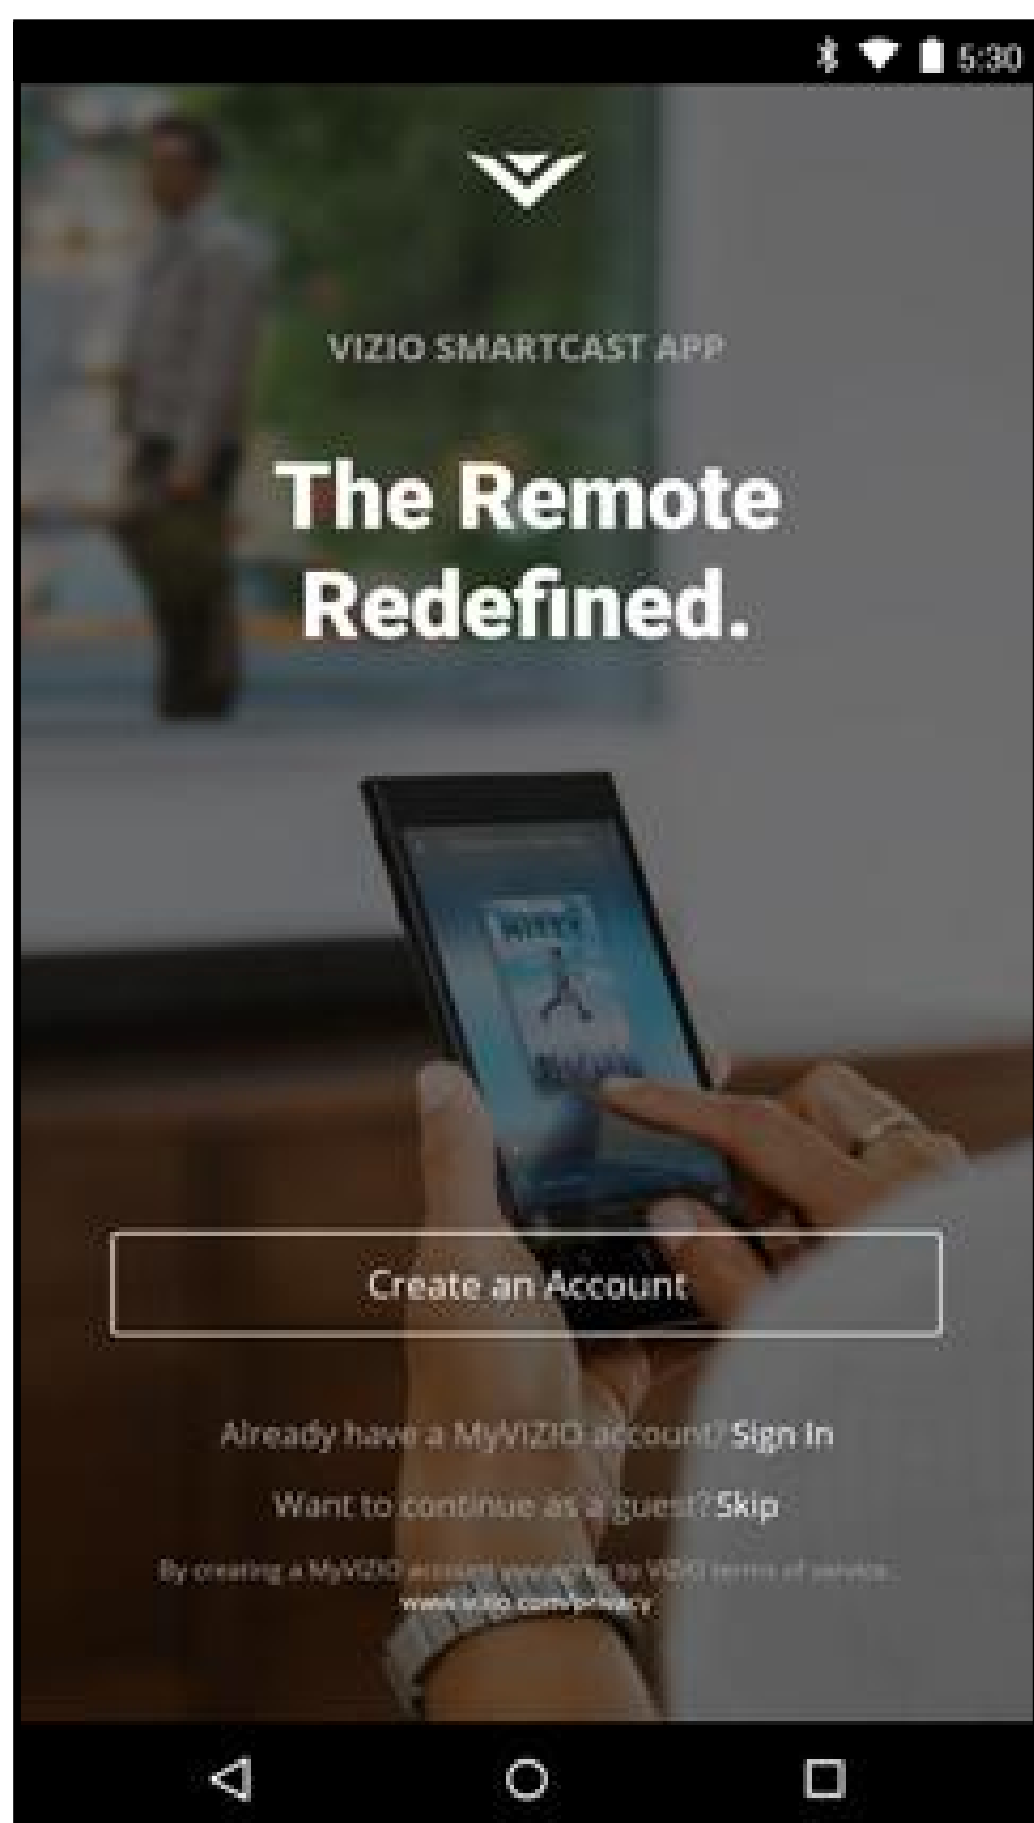 5:30
VIZIO SMARTCAST APP
The Remote
Redefined.
KITTY
Create an Account
Already have a MyVIZIO account? Sign In
Want to continue as a guest? Skip
By creating a MyVIZIO account you agree to VIZIO terms of service.
www.vizio.com/privacy